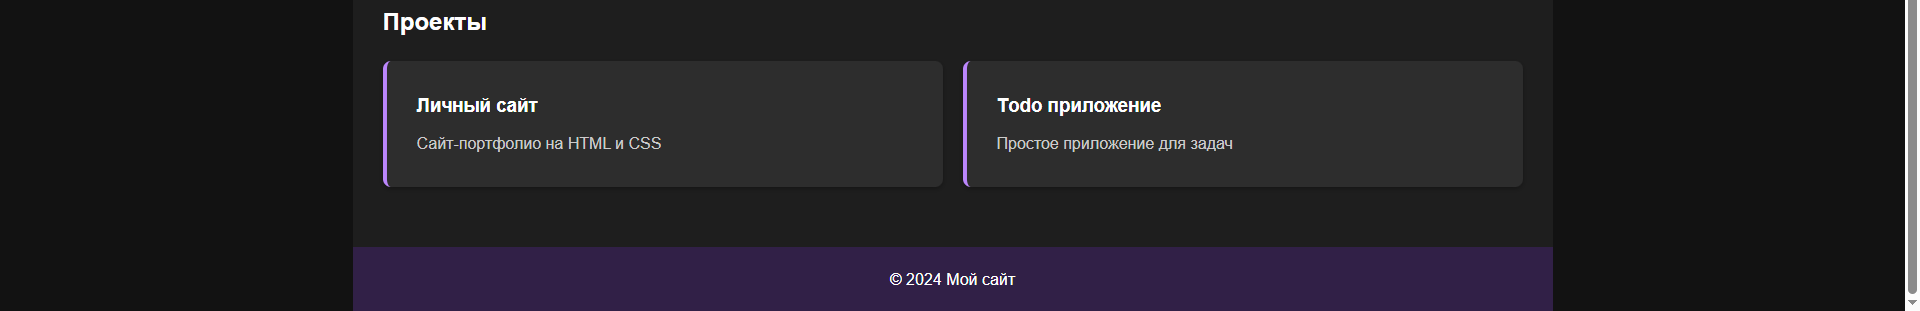 Проекты
Личный сайт
Сайт-портфолио на HTML и CSS
Todo приложение
Простое приложение для задач
© 2024 Мой сайт